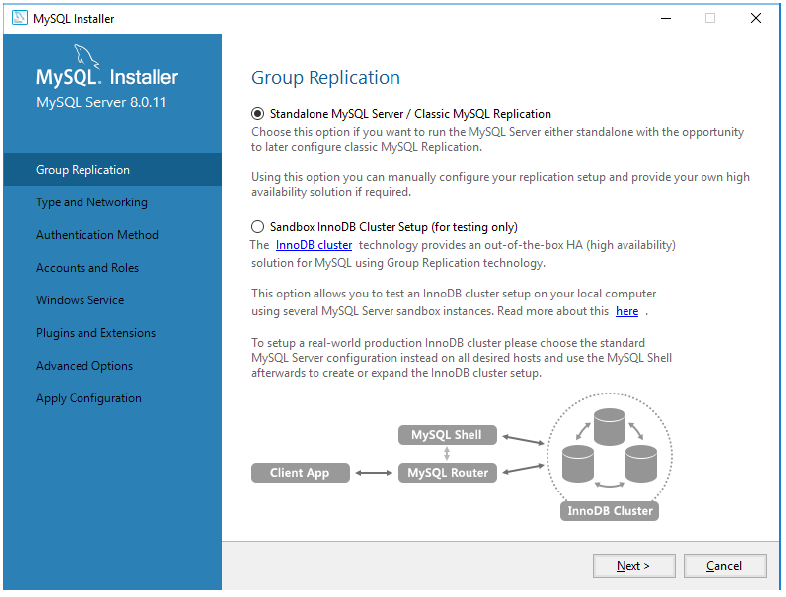 MySQL Installer
MySQL. Installer
MySQL Server 8.0.11
Group Replication
Type and Networking
Authentication Method
Accounts and Roles
Windows Service
Plugins and Extensions
Advanced Options
Apply Configuration
Group Replication
Standalone MySQL Server / Classic MySQL Replication
Choose this option if you want to run the MySQL Server either standalone with the opportunity
to later configure classic MySQL Replication.
Using this option you can manually configure your replication setup and provide your own high
availability solution if required.
Sandbox InnoDB Cluster Setup (for testing only)
The InnoDB cluster technology provides an out-of-the-box HA (high availability)
solution for MySQL using Group Replication technology.
This option allows you to test an InnoDB cluster setup on your local computer
using several MySQL Server sandbox instances. Read more about this here .
To setup a real-world production InnoDB cluster please choose the standard
MySQL Server configuration instead on all desired hosts and use the MySQL Shell
afterwards to create or expand the InnoDB cluster setup.
MySQL Shell
Client App
MySQL Router
InnoDB Cluster
Next >
Cancel